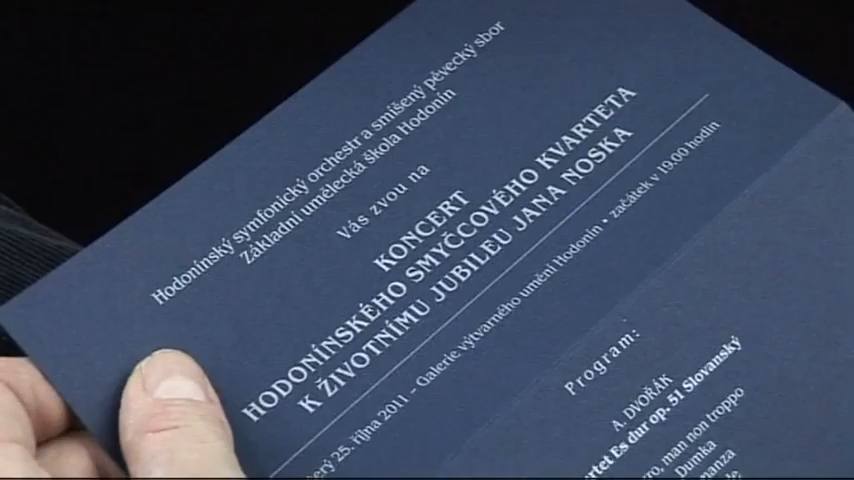 Hodonínský symfonický orchestr a smíšený pěvecký sbor
Základní umělecká škola Hodonín
Vás zvou na
KONCERT
HODONÍNSKÉHO SMYČCOVÉHO KVARTETA
K ŽIVOTNÍMU JUBILEU JANA NOSKA
25. října 2011 – Galerie výtvarného umění Hodonín • začátek v 19.00 hodin
Program:
A. DVOŘÁK
Es dur op. 51 Slovanský
man non troppo
Dumka